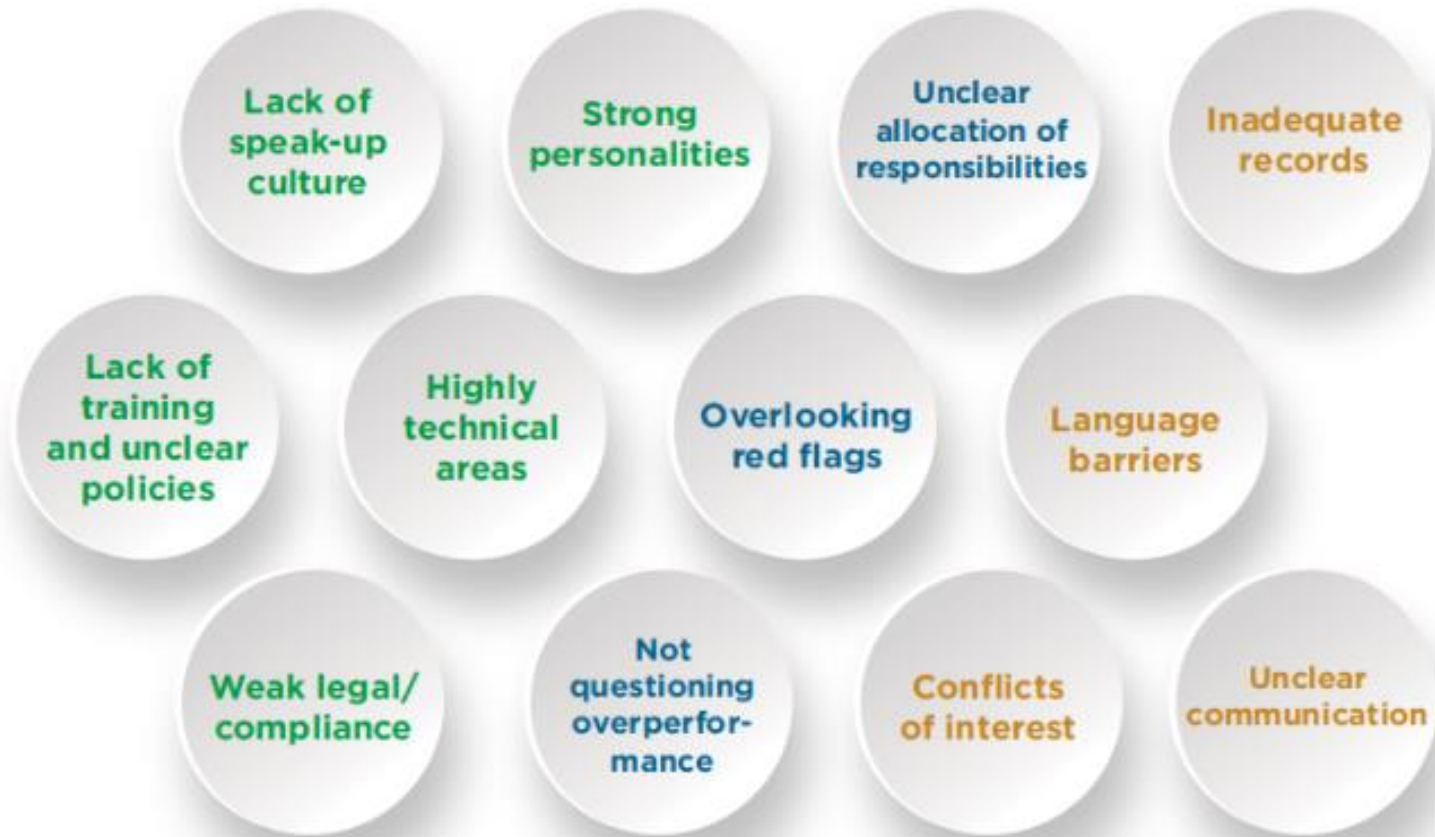 Lack of
speak-up
culture
Strong
personalities
Unclear
allocation of
responsibilities
Inadequate
records
Lack of
training
and unclear
policies
Highly
technical
areas
Overlooking
red flags
Language
barriers
Weak legal/
compliance
Not
questioning
overperfor-
mance
Conflicts
of interest
Unclear
communication